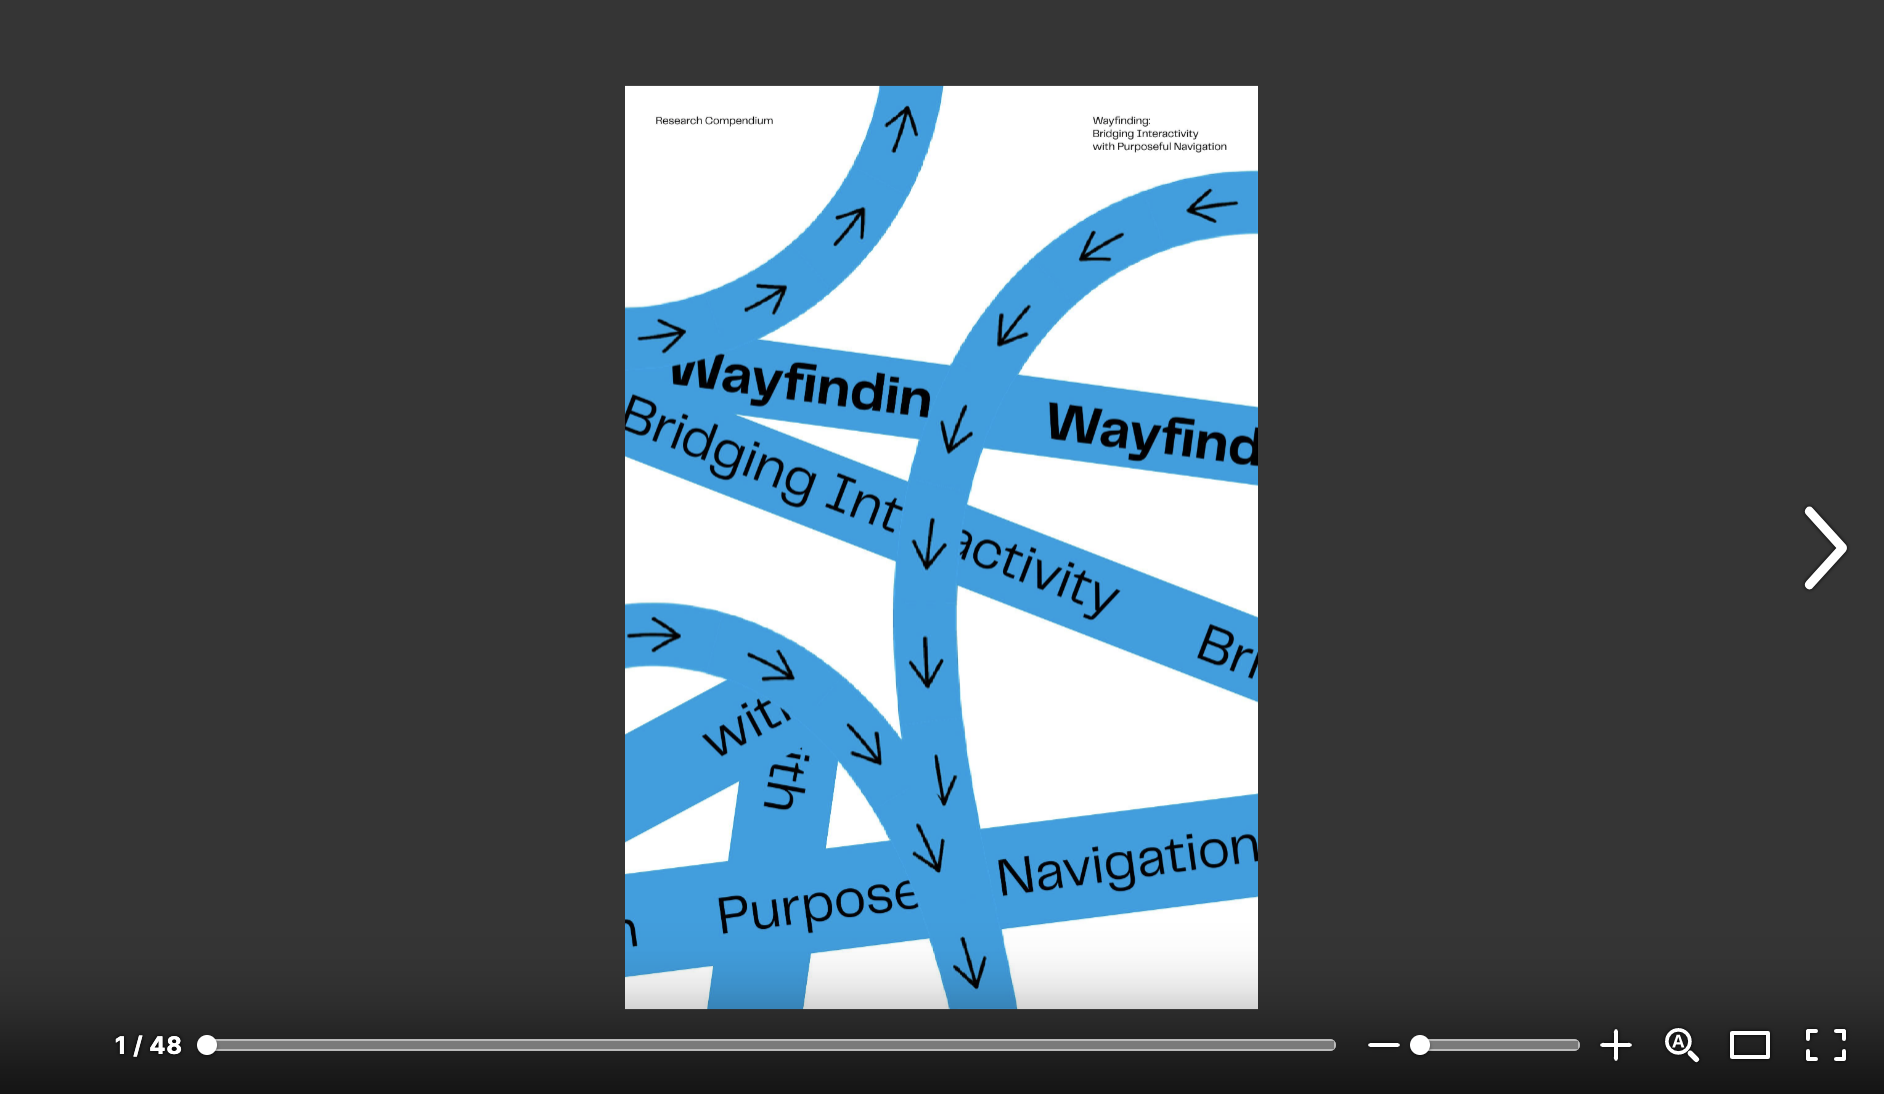 Research Compendium
Wayfinding:
Bridging Interactivity
with Purposeful Navigation
Wayfindin
Wayfind
Bridging Int
activity
Bri
wit
ith
Purpose
Navigation
n
1 / 48
A